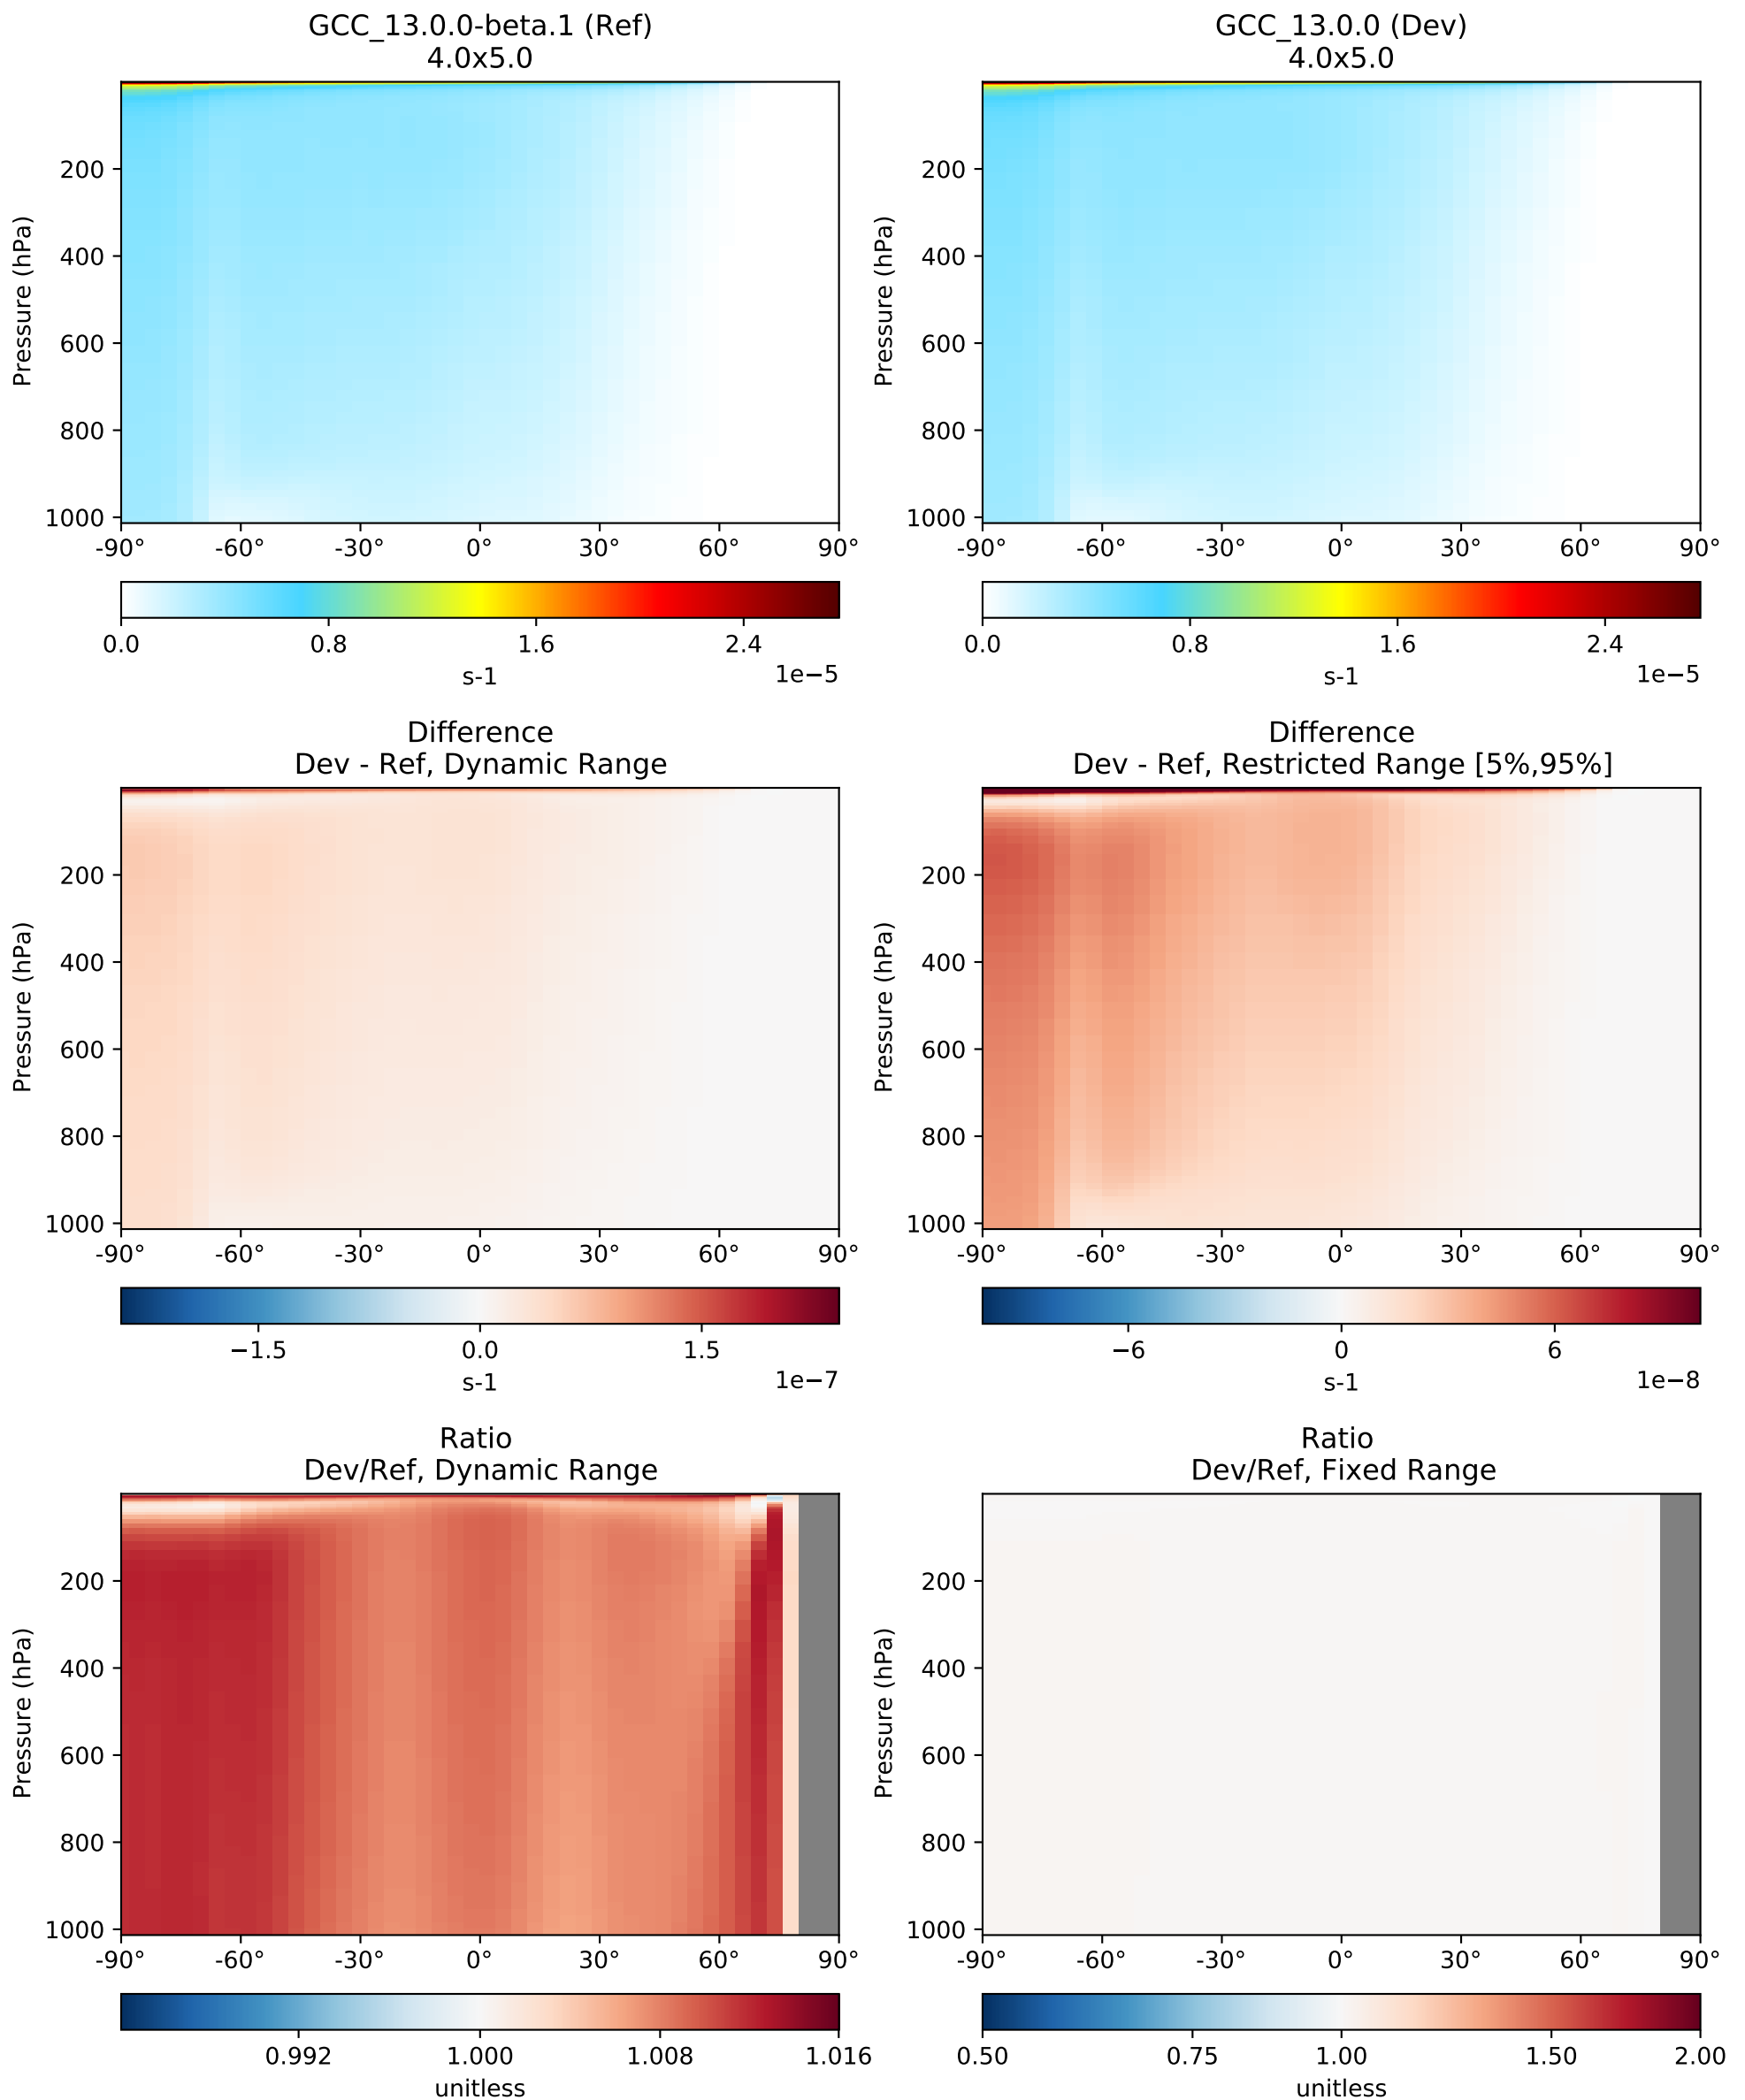 GCC_13.0.0-beta.1 (Ref)
4.0x5.0
Pressure (hPa)
200
400
600
800
1000
-90° -60° -30° 0° 30° 60° 90°
0.0 0.8 1.6 2.4
1e−5
s-1
GCC_13.0.0 (Dev)
4.0x5.0
Pressure (hPa)
200
400
600
800
1000
-90° -60° -30° 0° 30° 60° 90°
0.0 0.8 1.6 2.4
1e−5
s-1
Difference
Dev - Ref, Dynamic Range
Pressure (hPa)
200
400
600
800
1000
-90° -60° -30° 0° 30° 60° 90°
−1.5 0.0 1.5
1e−7
s-1
Difference
Dev - Ref, Restricted Range [5%,95%]
Pressure (hPa)
200
400
600
800
1000
-90° -60° -30° 0° 30° 60° 90°
−6 0 6
1e−8
s-1
Ratio
Dev/Ref, Dynamic Range
Pressure (hPa)
200
400
600
800
1000
-90° -60° -30° 0° 30° 60° 90°
0.992 1.000 1.008 1.016
unitless
Ratio
Dev/Ref, Fixed Range
Pressure (hPa)
200
400
600
800
1000
-90° -60° -30° 0° 30° 60° 90°
0.50 0.75 1.00 1.50 2.00
unitless